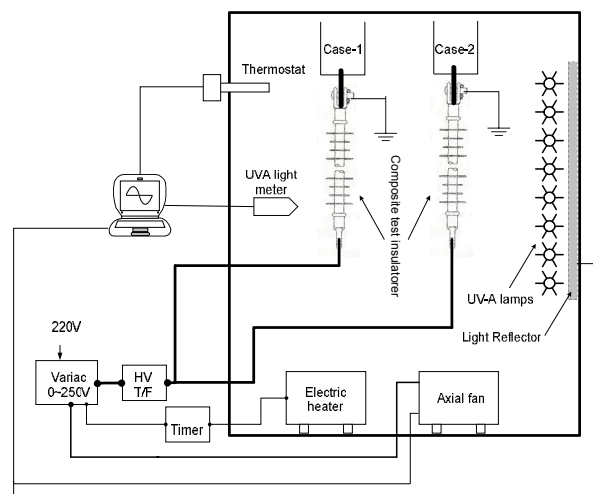 Case-1
Case-2
Thermostat
UVA light
meter
Composite test insulatorer
UV-A lamps
Light Reflector
220V
Variac
0~250V
HV
T/F
Timer
Electric
heater
Axial fan